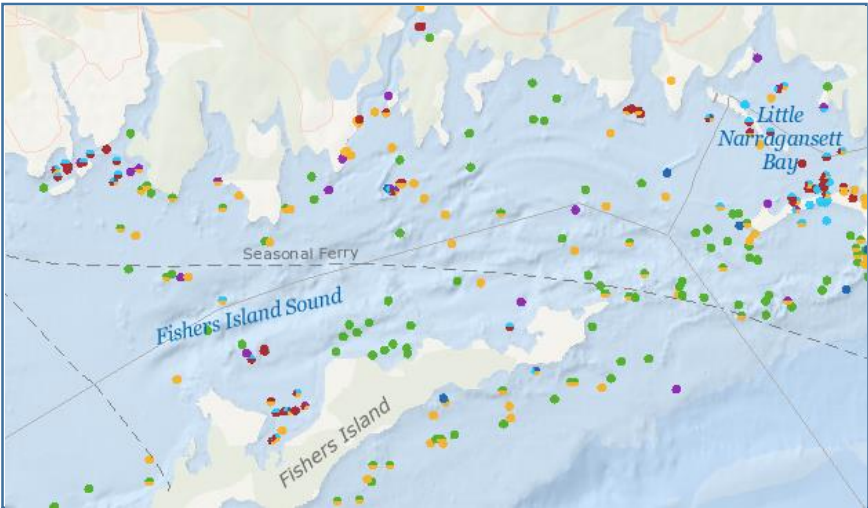 Little
Narragansett
Bay
Seasonal Ferry
Fishers Island Sound
Fishers Island